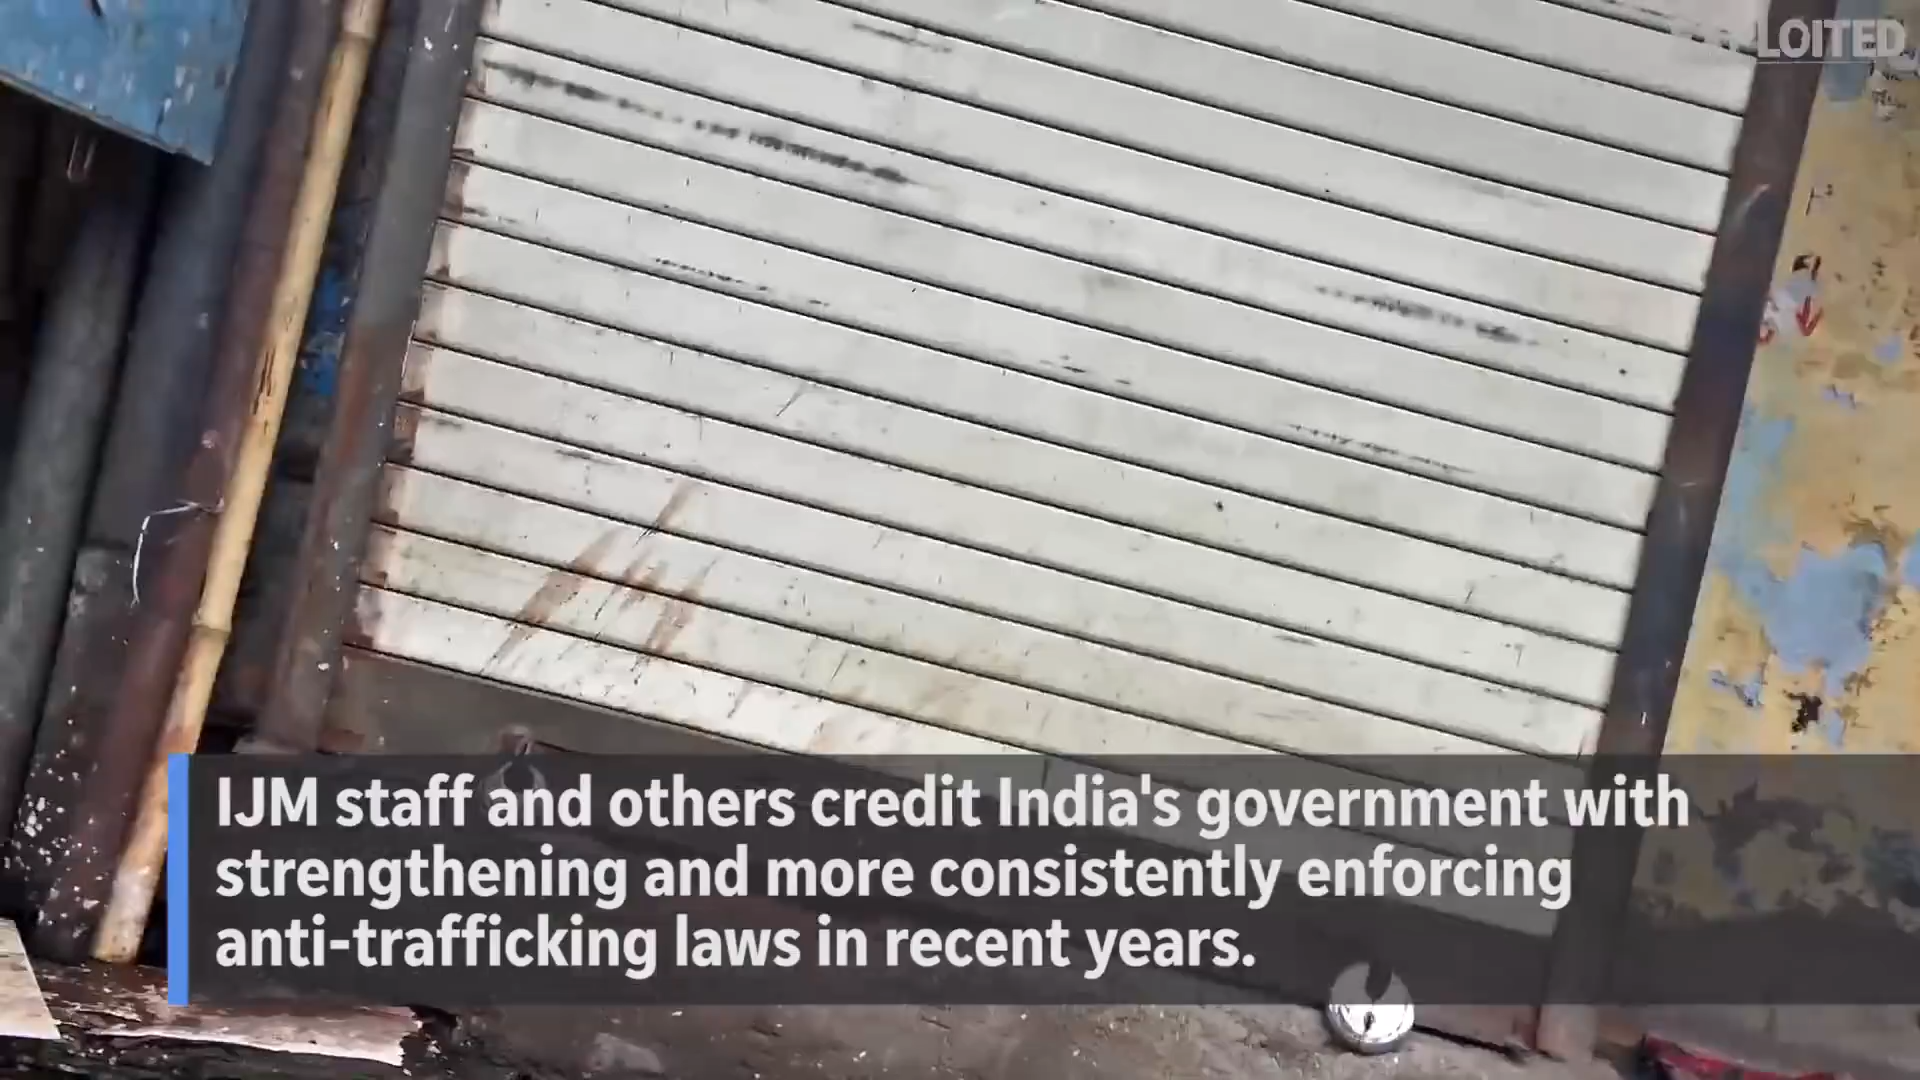 LOITED
IJM staff and others credit India's government with
strengthening and more consistently enforcing
anti-trafficking laws in recent years.